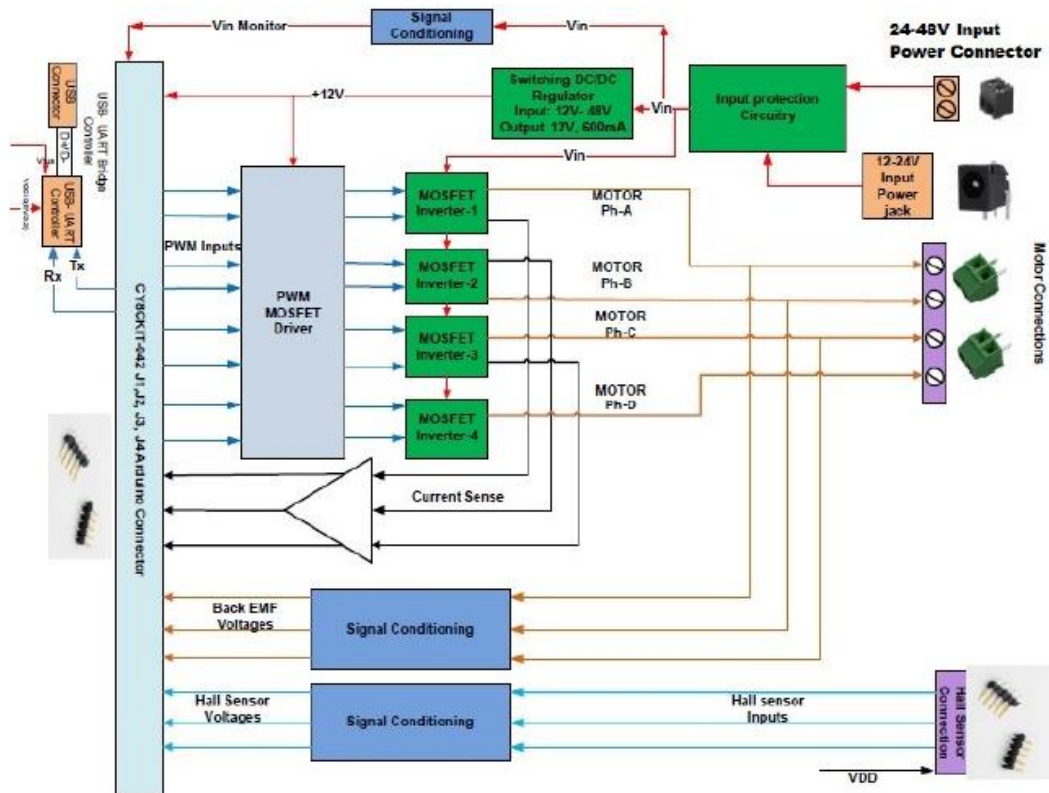 Vin Monitor
Signal
Conditioning
Vin
24-48V Input
Power Connector
USB
Connector
USB- UART Bridge
Controller
+12V
Switching DC/DC
Regulator
Input: 12V- 48V
Output 12V, 600mA
Vin
Input protection
Circuitry
D+/D-
Vin
12-24V
Input
Power
jack
USB- UART
Controller
MOSFET
Inverter-1
MOTOR
Ph-A
PWM Inputs
Rx
Tx
PWM
MOSFET
Driver
MOSFET
Inverter-2
MOTOR
Ph-B
Motor Connections
MOSFET
Inverter-3
MOTOR
Ph-C
MOSFET
Inverter-4
MOTOR
Ph-D
CY8CKIT-042 J1,J2, J3, J4 Arduino Connector
Current Sense
Back EMF
Voltages
Signal Conditioning
Hall Sensor
Voltages
Signal Conditioning
Hall sensor
Inputs
Hall Sensor
Connection
VDD